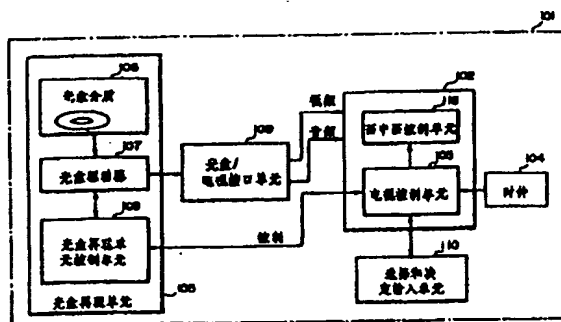 101
106
光盘介质
107
光盘驱动器
108
光盘再现单
元控制单元
光盘再现单元
105
109
光盘/
电视接口单元
视频
音频
控制
102
116
画中画控制单元
103
电视控制单元
104
时钟
110
选择和决
定输入单元